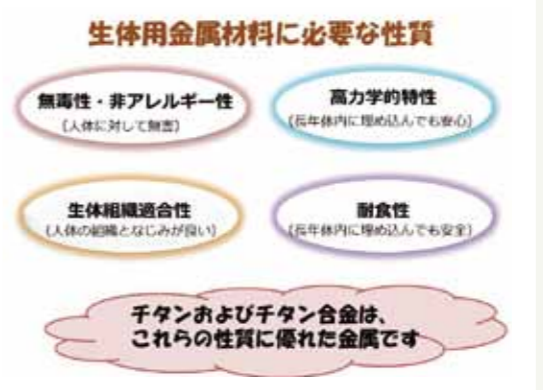 生体用金属材料に必要な性質
無毒性・非アレルギー性
(人体に対して無害)
高力学的特性
(長年体内に埋め込んでも安心)
生体組織適合性
(人体の組織となじみが良い)
耐食性
(長年体内に埋め込んでも安全)
チタンおよびチタン合金は、
これらの性質に優れた金属です